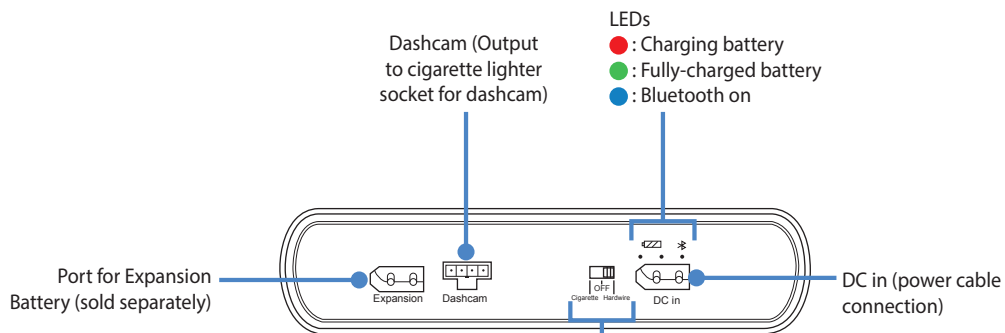 LEDs
: Charging battery
: Fully-charged battery
: Bluetooth on
Dashcam (Output
to cigarette lighter
socket for dashcam)
Port for Expansion
Battery (sold separately)
Expansion
Dashcam
OFF
Cigarette Hardwire
DC in
DC in (power cable
connection)